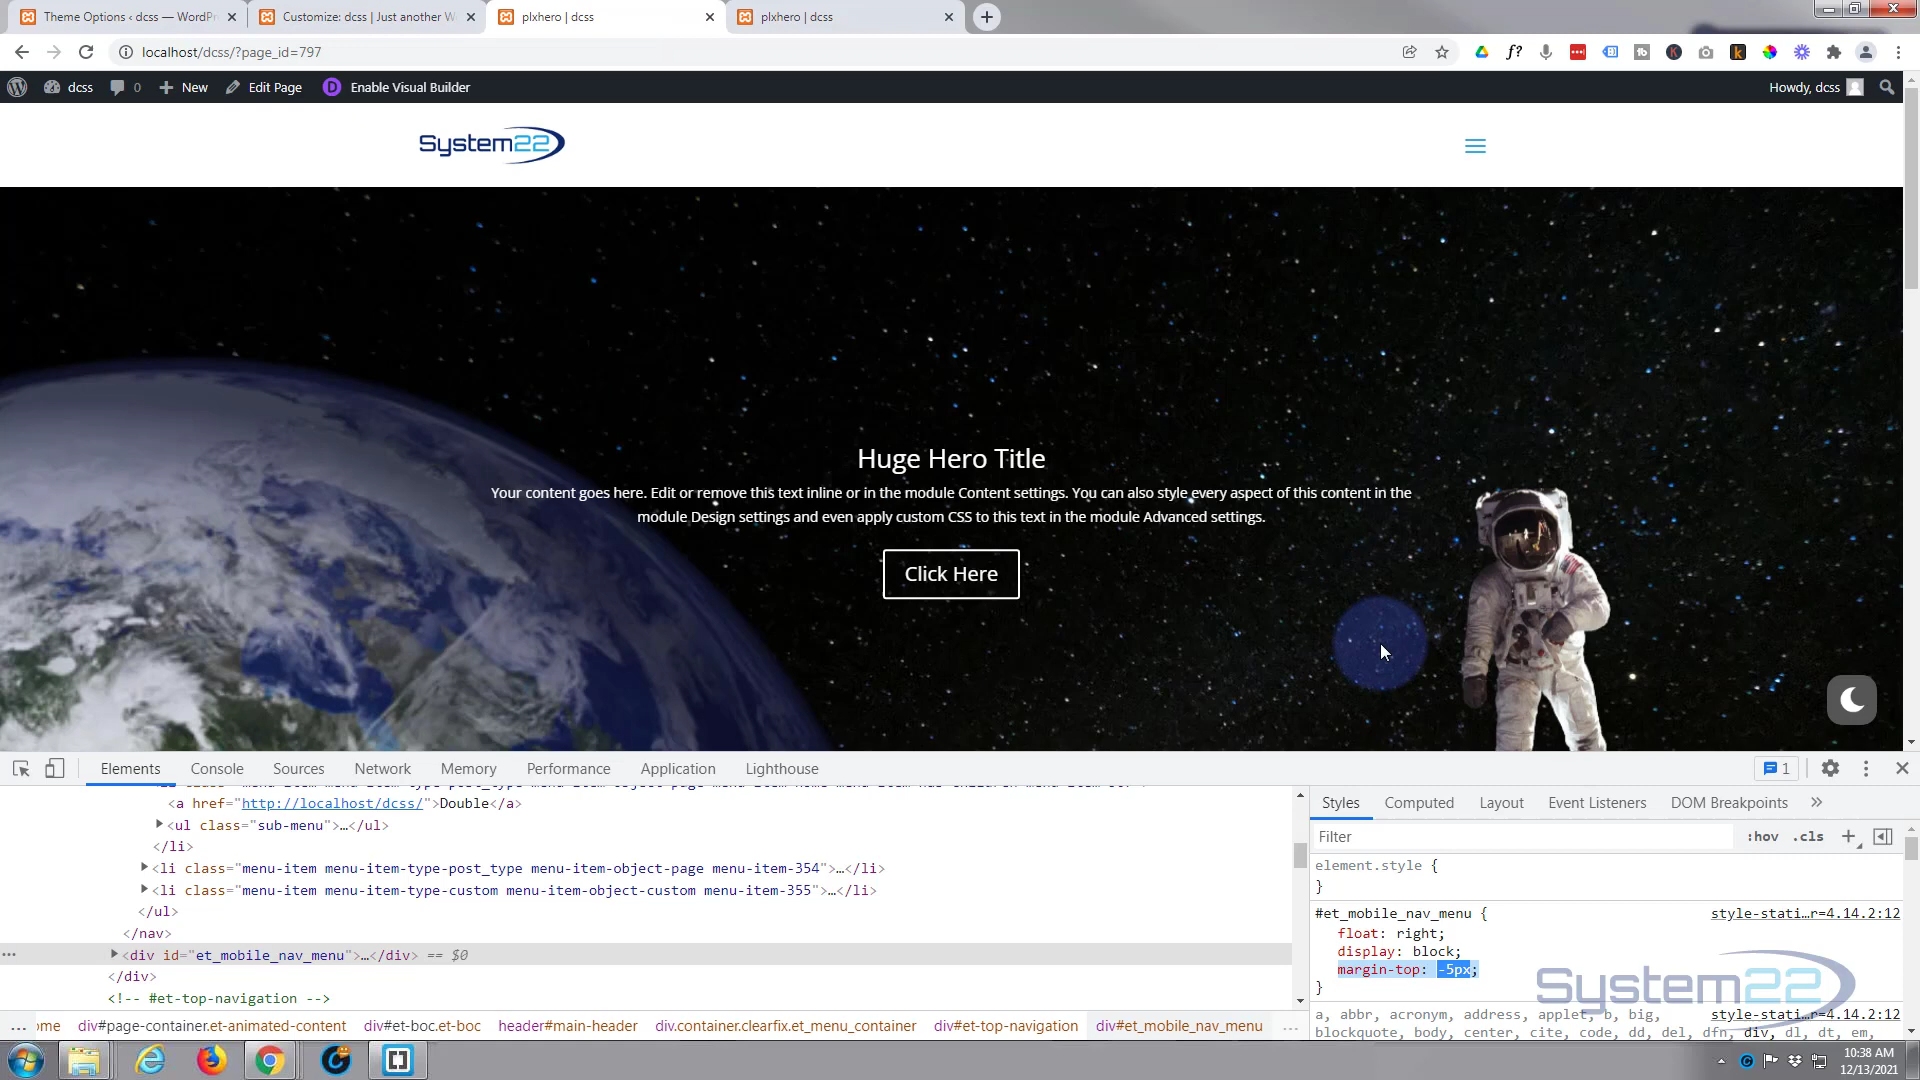 Theme Options ‹ dcss — WordPr
Customize: dcss | Just another W
plxhero | dcss
plxhero | dcss
localhost/dcss/?page_id=797
f?
dcss
0
New
Edit Page
D
Enable Visual Builder
Howdy, dcss
System22
Huge Hero Title
Your content goes here. Edit or remove this text inline or in the module Content settings. You can also style every aspect of this content in the
module Design settings and even apply custom CSS to this text in the module Advanced settings.
Click Here
Elements
Console
Sources
Network
Memory
Performance
Application
Lighthouse
1
<a href="http://localhost/dcss/">Double</a>
<ul class="sub-menu">…</ul>
</li>
<li class="menu-item menu-item-type-post_type menu-item-object-page menu-item-354">…</li>
<li class="menu-item menu-item-type-custom menu-item-object-custom menu-item-355">…</li>
</ul>
</nav>
<div id="et_mobile_nav_menu">…</div> == $0
</div>
<!-- #et-top-navigation -->
... ome div#page-container.et-animated-content div#et-boc.et-boc header#main-header div.container.clearfix.et_menu_container div#et-top-navigation div#et_mobile_nav_menu ...
Styles
Computed
Layout
Event Listeners
DOM Breakpoints
»
Filter
:hov .cls +
element.style {
}
#et_mobile_nav_menu {
style-stati…r=4.14.2:12
float: right;
display: block;
margin-top: -5px;
}
System22
a, abbr, acronym, address, applet, b, big,
style-stati…r=4.14.2:12
blockquote, body, center, cite, code, dd, del, dfn, div, dl, dt, em,
10:38 AM
12/13/2021